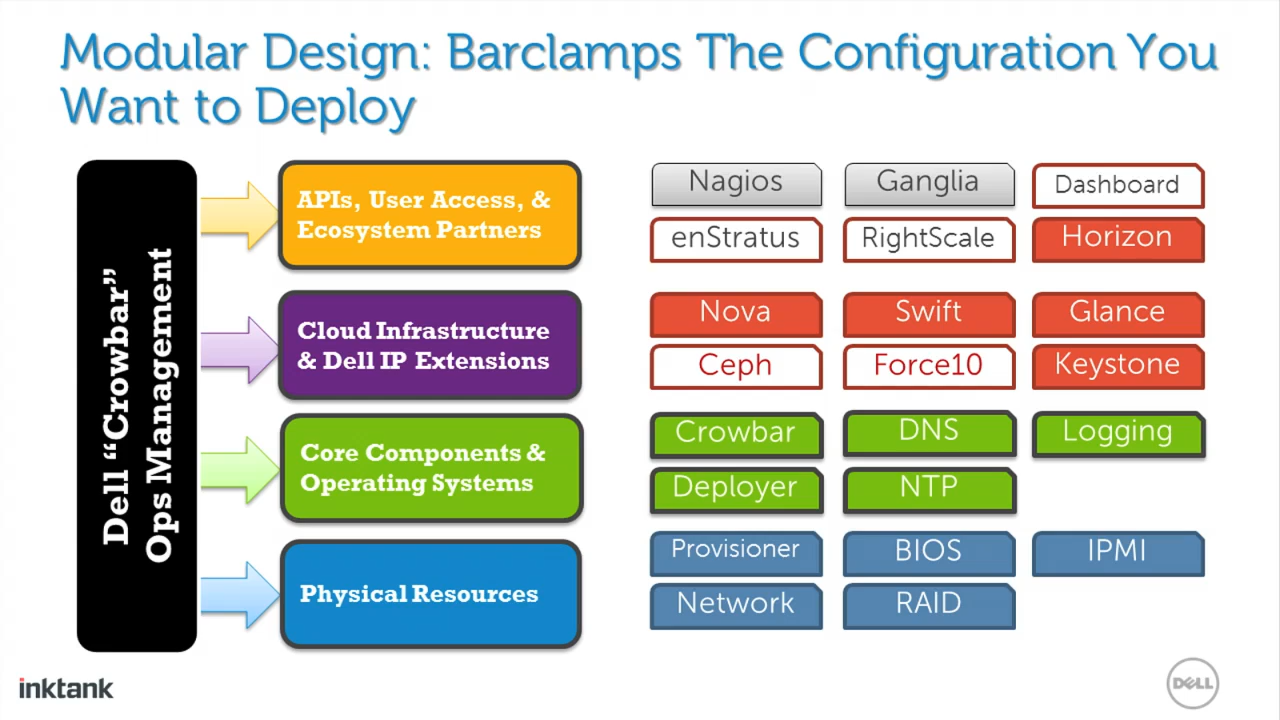 Modular Design: Barclamps The Configuration You
Want to Deploy
Dell “Crowbar”
Ops Management
APIs, User Access, &
Ecosystem Partners
Nagios
Ganglia
Dashboard
enStratus
RightScale
Horizon
Cloud Infrastructure
& Dell IP Extensions
Nova
Swift
Glance
Ceph
Force10
Keystone
Core Components &
Operating Systems
Crowbar
DNS
Logging
Deployer
NTP
Physical Resources
Provisioner
BIOS
IPMI
Network
RAID
inktank
DELL